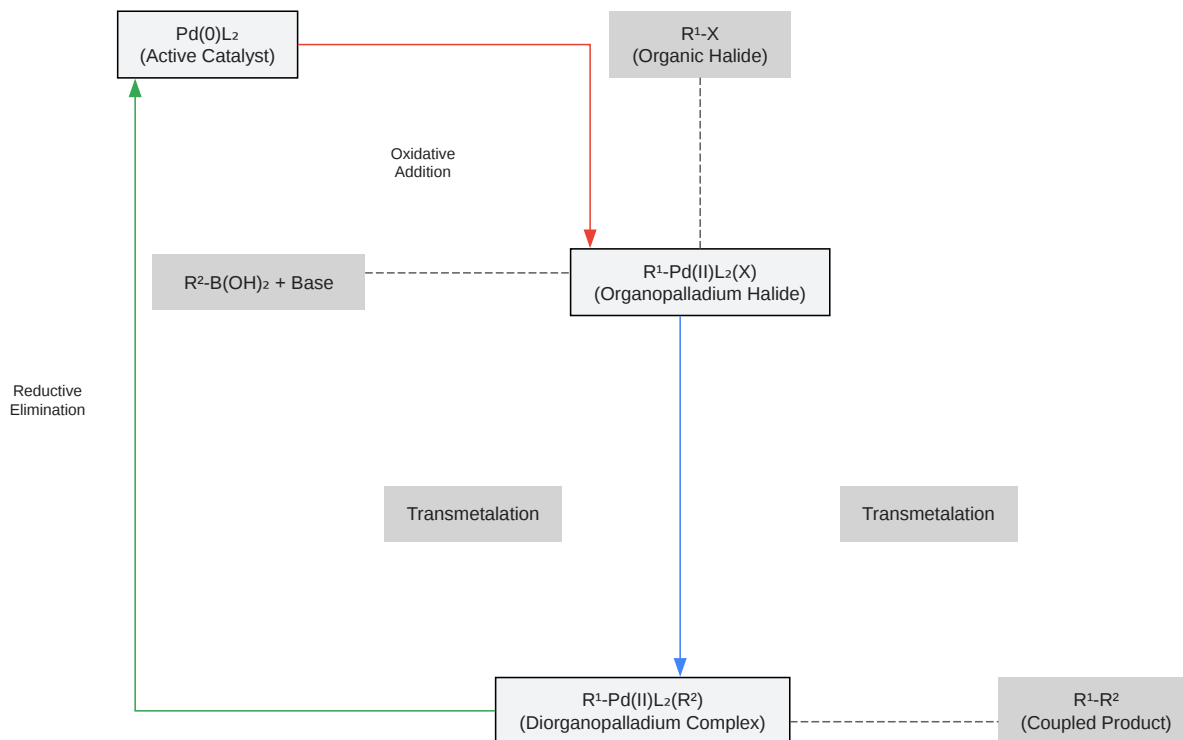 Pd(0)L₂
(Active Catalyst)
R¹-X
(Organic Halide)
Oxidative
Addition
R²-B(OH)₂ + Base
R¹-Pd(II)L₂(X)
(Organopalladium Halide)
Reductive
Elimination
Transmetalation
Transmetalation
R¹-Pd(II)L₂(R²)
(Diorganopalladium Complex)
R¹-R²
(Coupled Product)